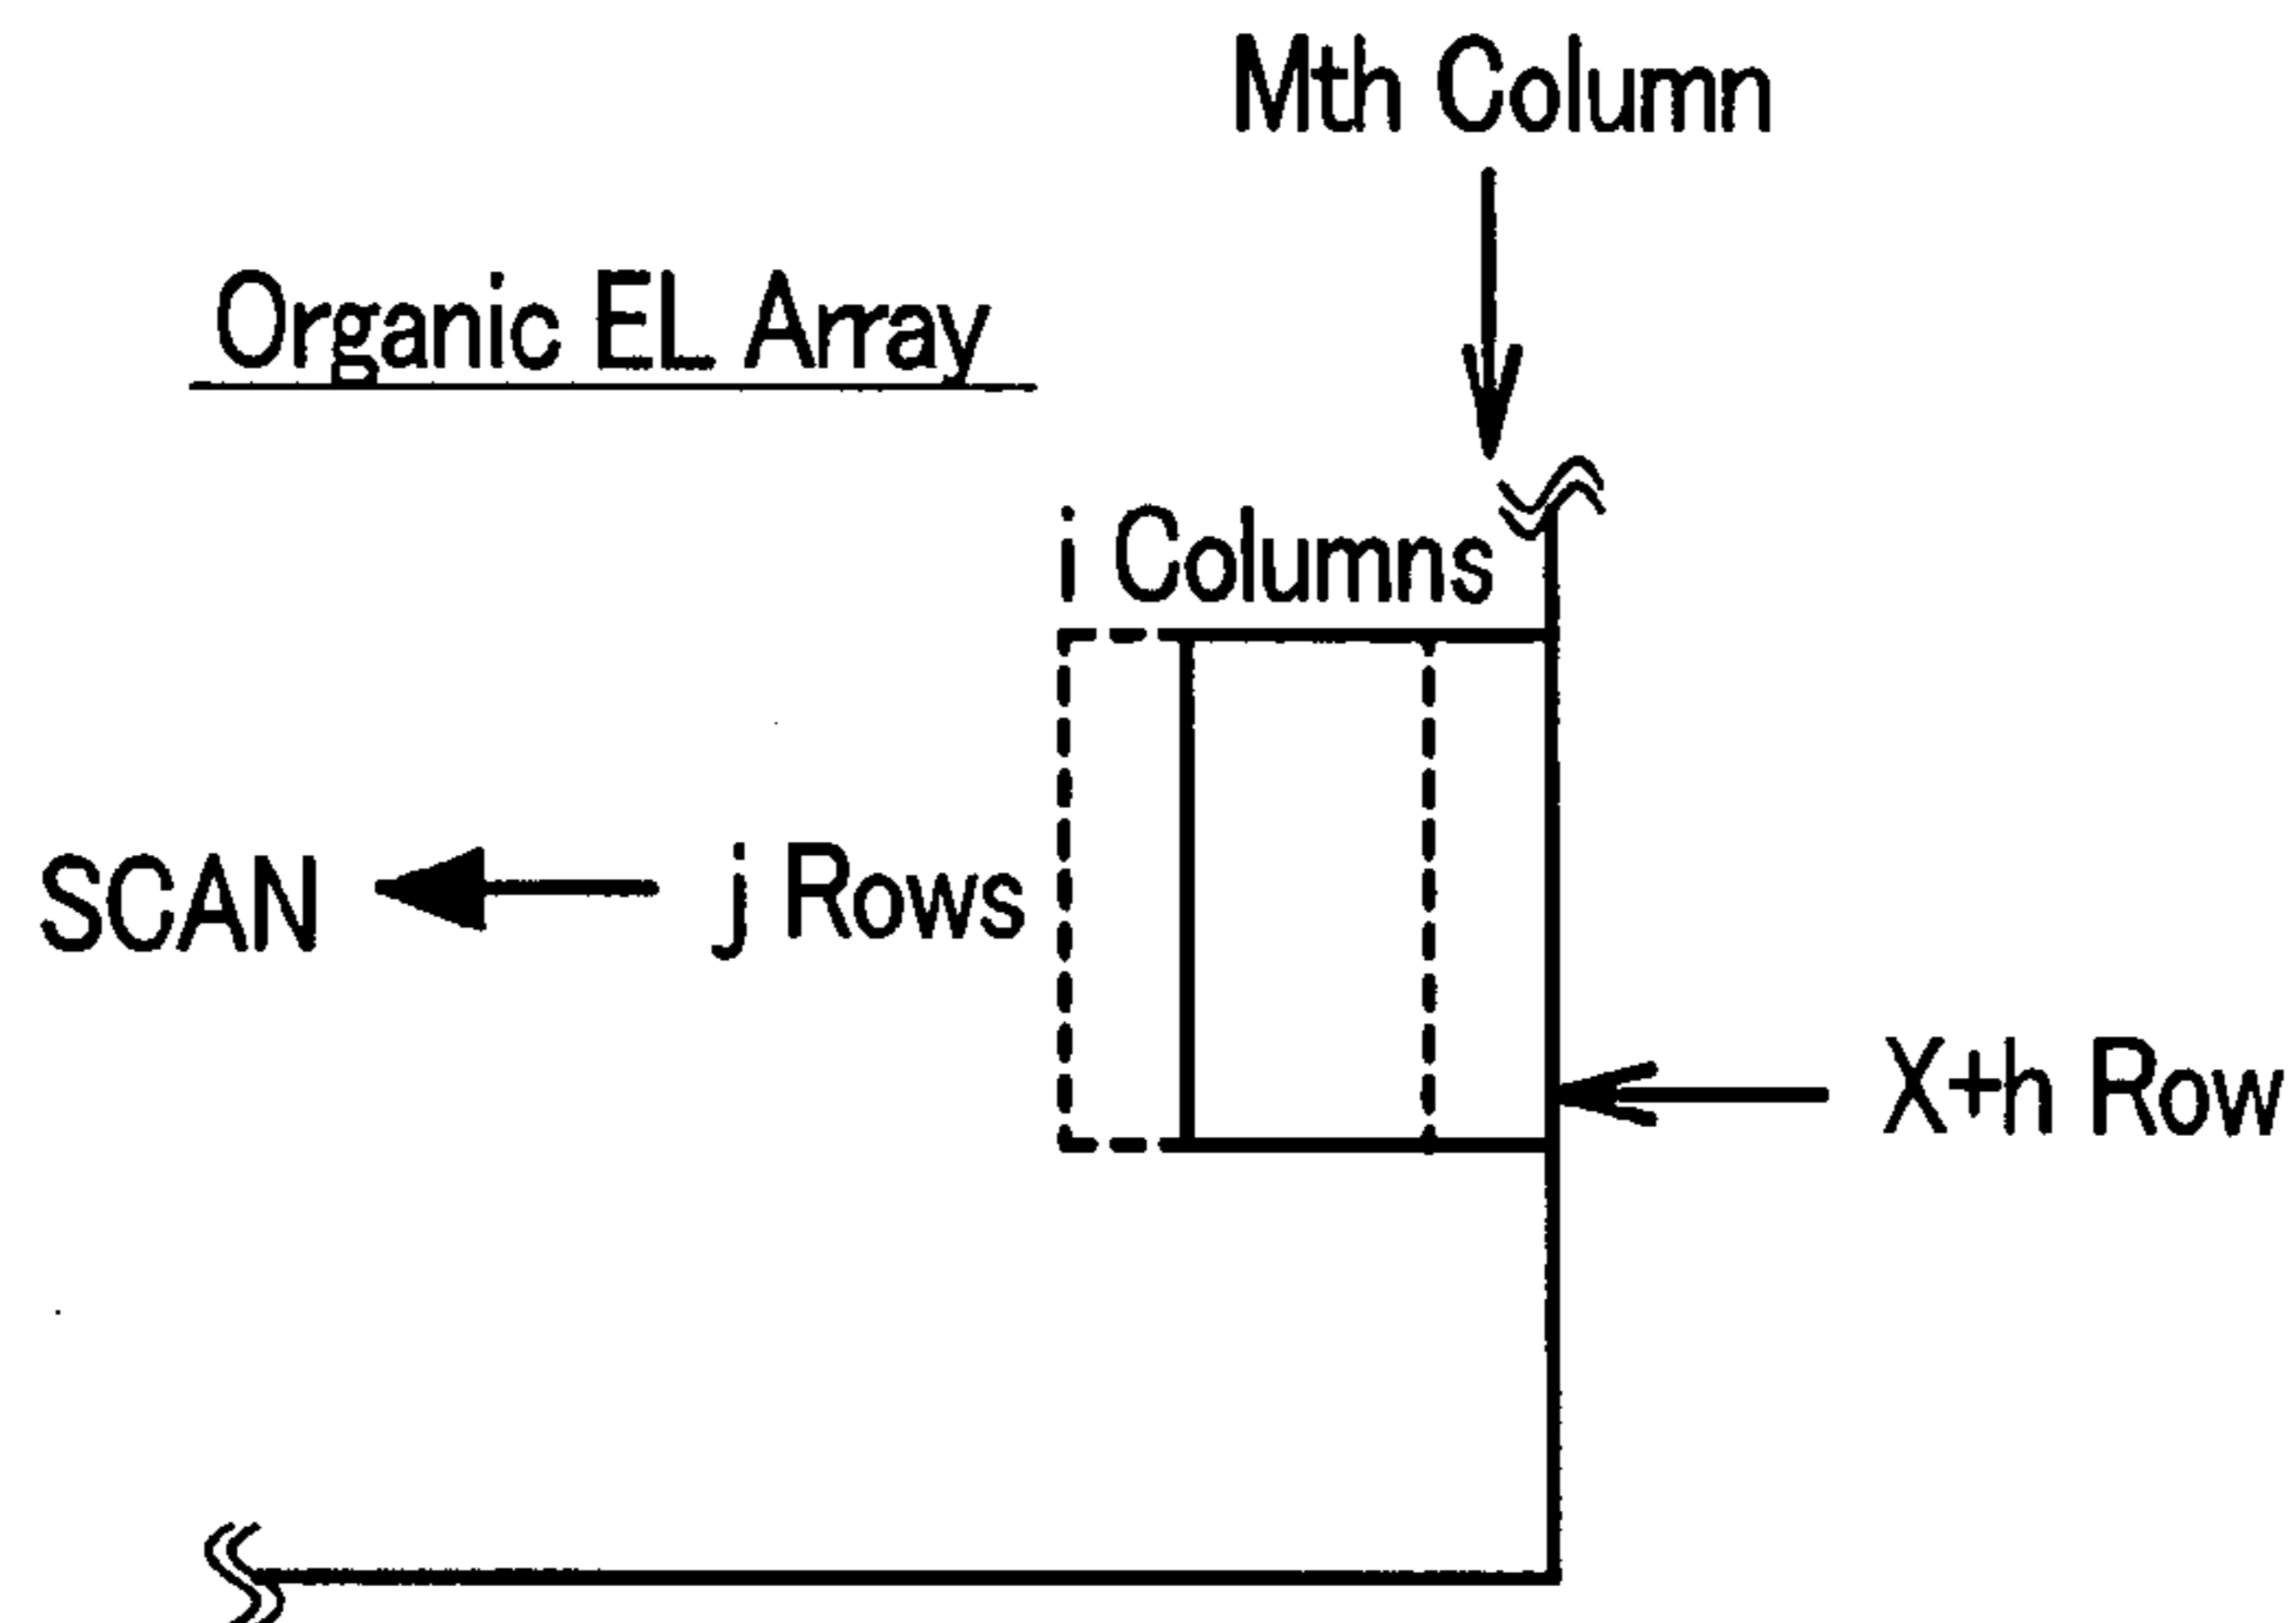 Mth Column
Organic EL Array
i Columns
SCAN
j Rows
X+h Row